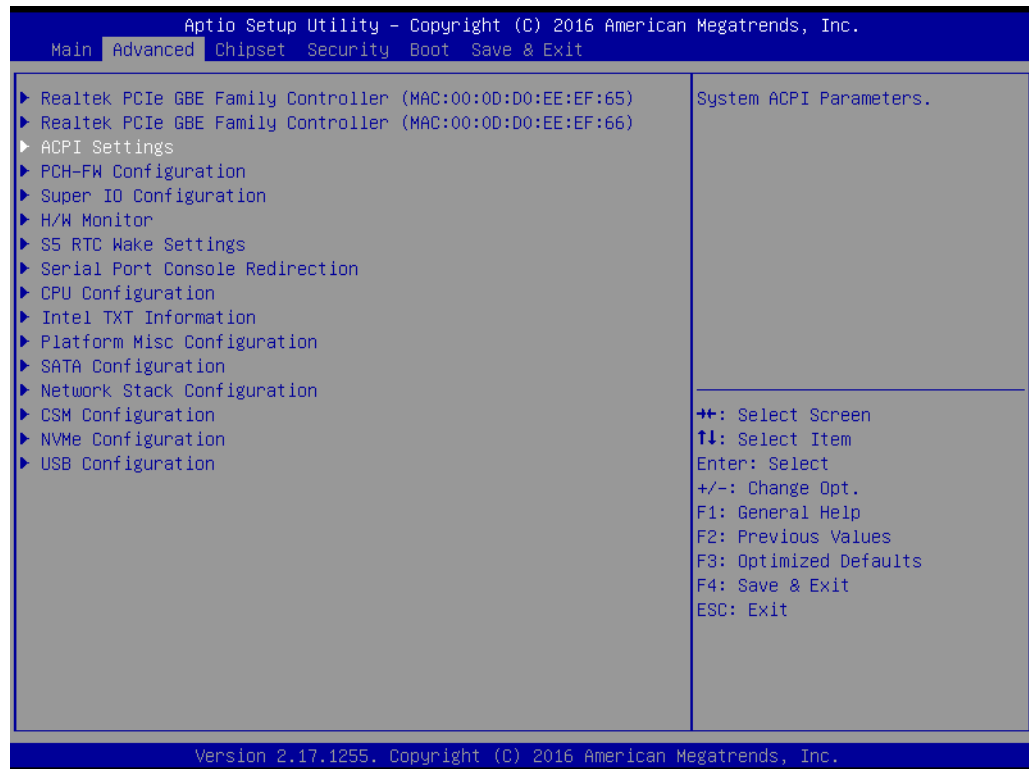 Aptio Setup Utility – Copyright (C) 2016 American Megatrends, Inc.
Main Advanced Chipset Security Boot Save & Exit
▶ Realtek PCIe GBE Family Controller (MAC:00:0D:D0:EE:EF:65)
▶ Realtek PCIe GBE Family Controller (MAC:00:0D:D0:EE:EF:66)
▶ ACPI Settings
▶ PCH-FW Configuration
▶ Super IO Configuration
▶ H/W Monitor
▶ S5 RTC Wake Settings
▶ Serial Port Console Redirection
▶ CPU Configuration
▶ Intel TXT Information
▶ Platform Misc Configuration
▶ SATA Configuration
▶ Network Stack Configuration
▶ CSM Configuration
▶ NVMe Configuration
▶ USB Configuration
System ACPI Parameters.
→←: Select Screen
↑↓: Select Item
Enter: Select
+/-: Change Opt.
F1: General Help
F2: Previous Values
F3: Optimized Defaults
F4: Save & Exit
ESC: Exit
Version 2.17.1255. Copyright (C) 2016 American Megatrends, Inc.